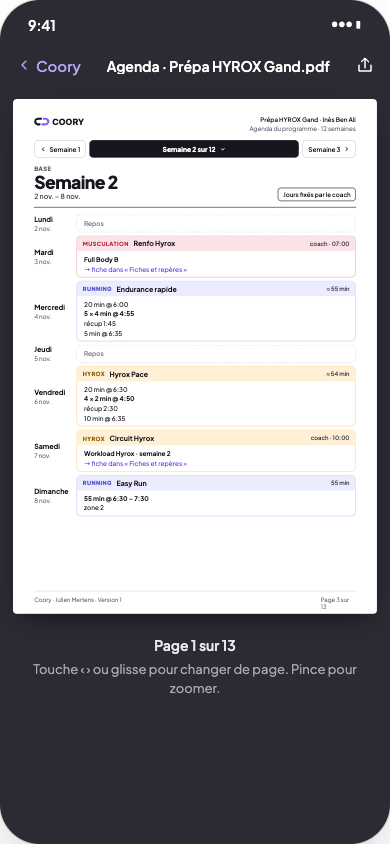 9:41
Coory
Agenda · Prépa HYROX Gand.pdf
COORY
Prépa HYROX Gand · Inès Ben Ali
Agenda du programme · 12 semaines
‹ Semaine 1
Semaine 2 sur 12
Semaine 3 ›
BASE
Semaine 2
2 nov. – 8 nov.
Jours fixés par le coach
Lundi
2 nov.
Repos
Mardi
3 nov.
MUSCULATION Renfo Hyrox
coach · 07:00
Full Body B
→ fiche dans « Fiches et repères »
Mercredi
4 nov.
RUNNING Endurance rapide
≈ 55 min
20 min @ 6:00
5 × 4 min @ 4:55
récup 1:45
5 min @ 6:35
Jeudi
5 nov.
Repos
Vendredi
6 nov.
HYROX Hyrox Pace
≈ 54 min
20 min @ 6:30
4 × 2 min @ 4:50
récup 2:30
10 min @ 6:35
Samedi
7 nov.
HYROX Circuit Hyrox
coach · 10:00
Workload Hyrox · semaine 2
→ fiche dans « Fiches et repères »
Dimanche
8 nov.
RUNNING Easy Run
55 min
55 min @ 6:30 – 7:30
zone 2
Coory · Julien Mertens · Version 1
Page 3 sur
13
Page 1 sur 13
Touche ‹ › ou glisse pour changer de page. Pince pour
zoomer.